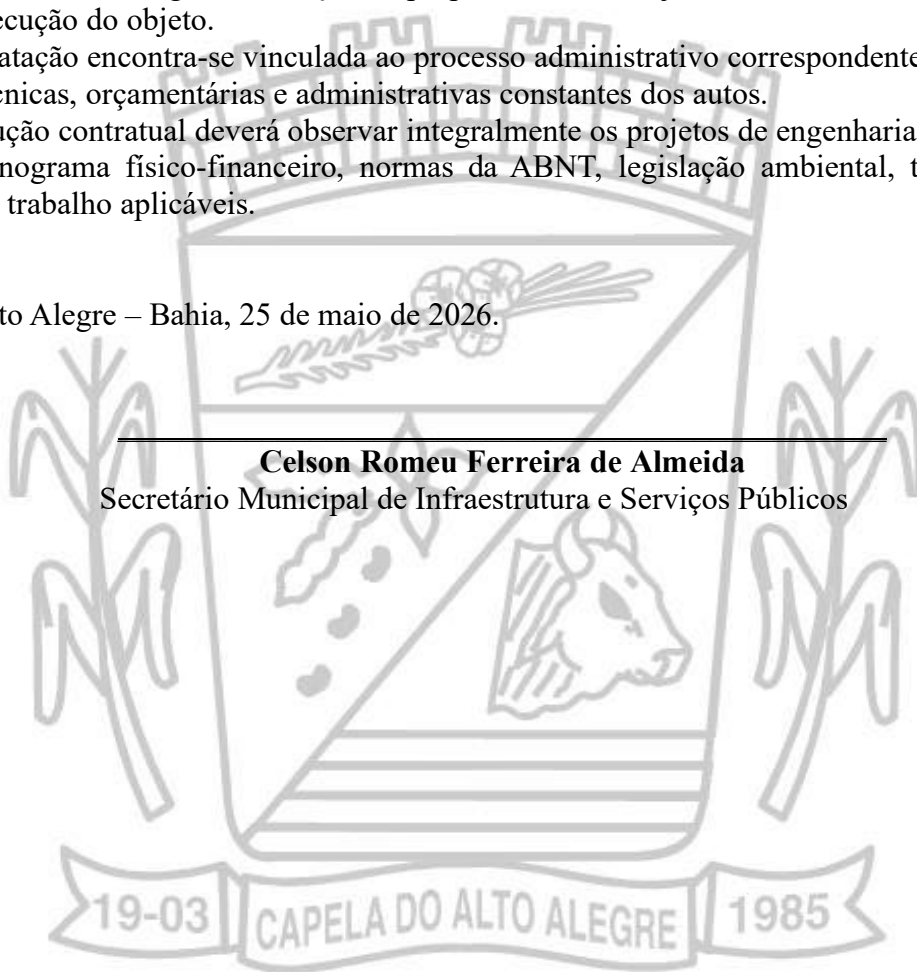 ecução do objeto.
atação encontra-se vinculada ao processo administrativo correspondente
cnicas, orçamentárias e administrativas constantes dos autos.
ução contratual deverá observar integralmente os projetos de engenharia
nograma físico-financeiro, normas da ABNT, legislação ambiental, t
trabalho aplicáveis.
to Alegre – Bahia, 25 de maio de 2026.
Celson Romeu Ferreira de Almeida
Secretário Municipal de Infraestrutura e Serviços Públicos
19-03 CAPELA DO ALTO ALEGRE 1985